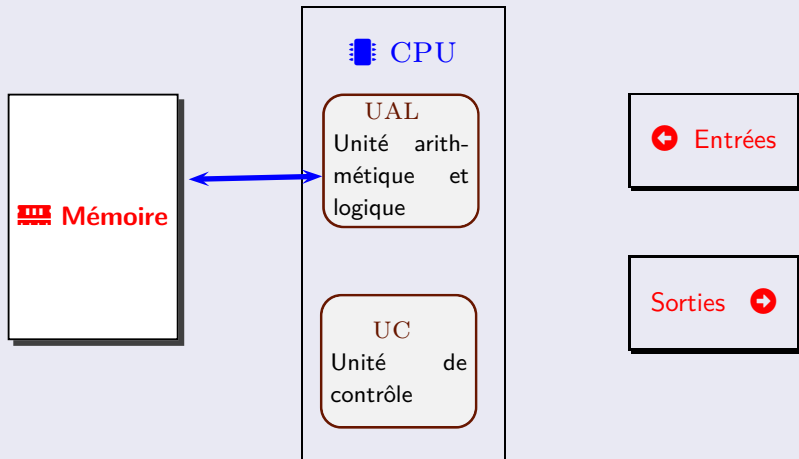 CPU
UAL
Unité arith-
métique et
logique
Mémoire
UC
Unité de
contrôle
Entrées
Sorties